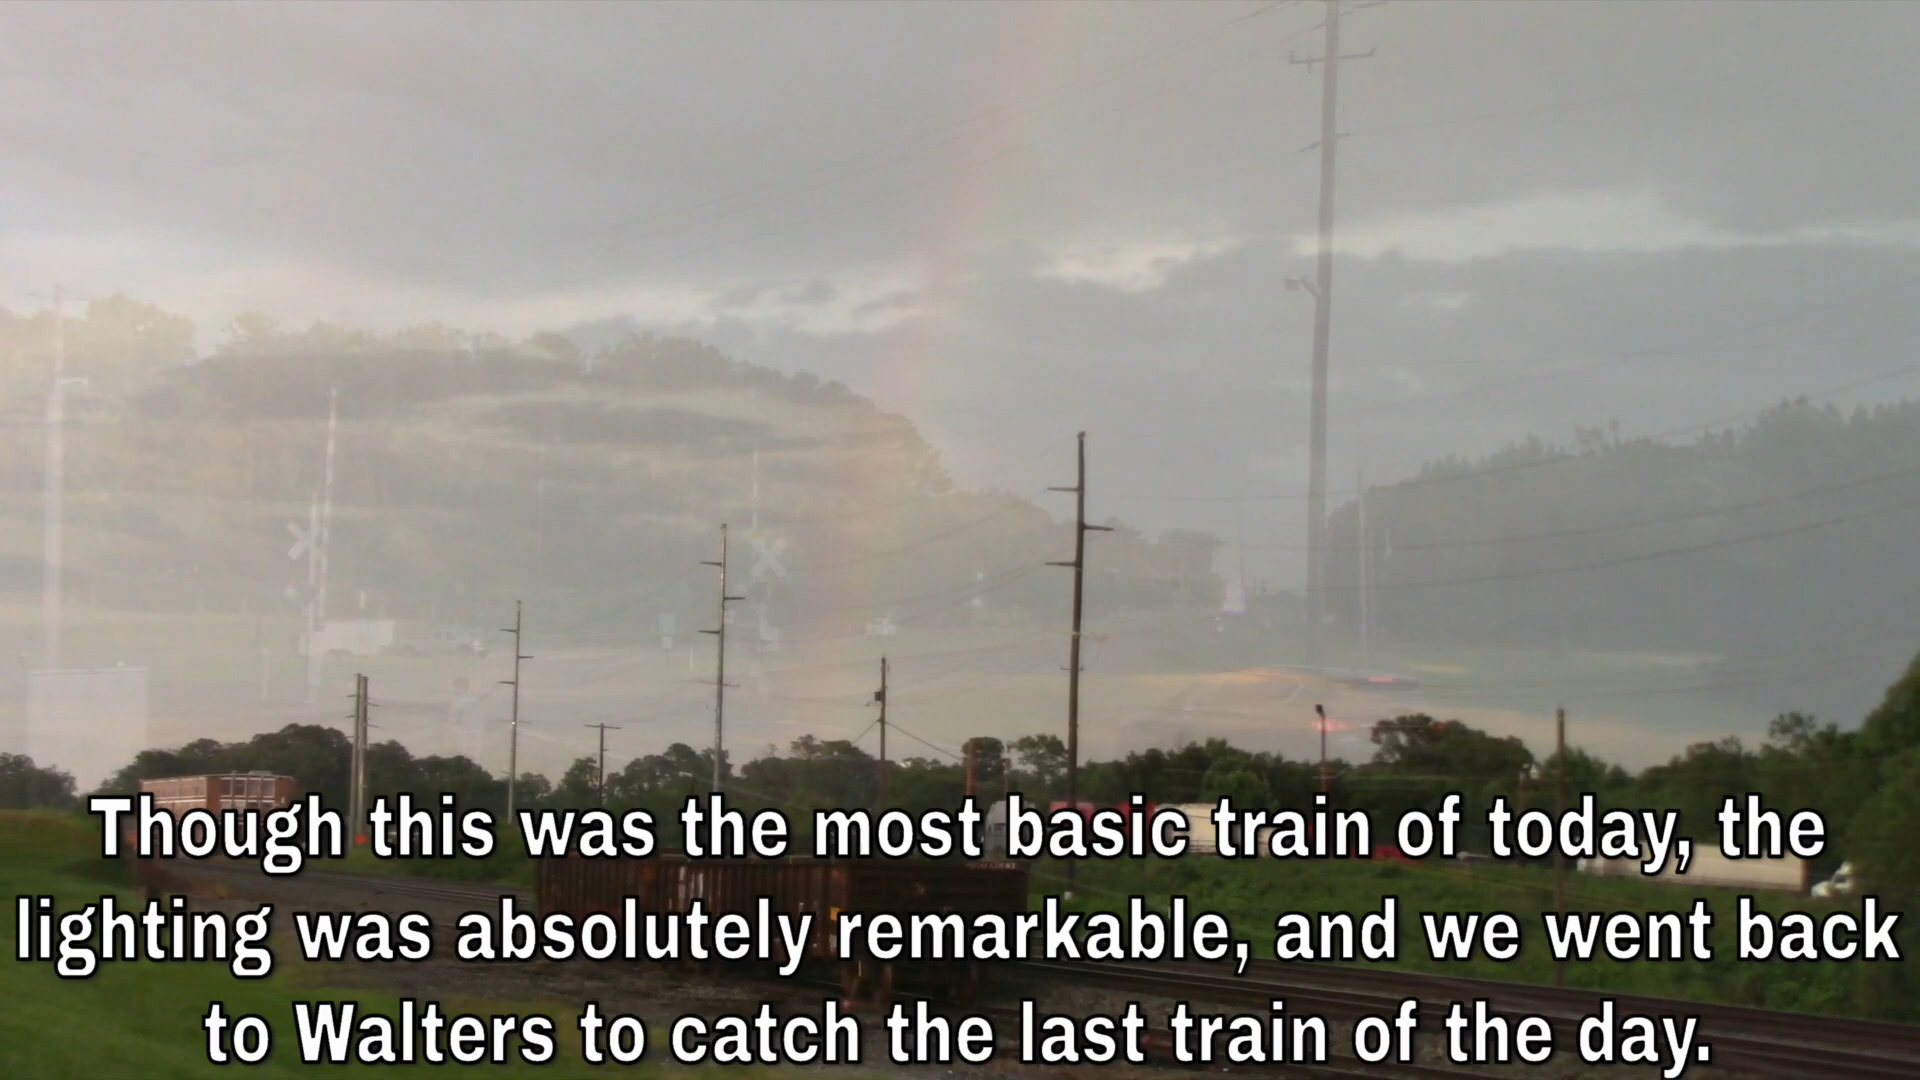 Though this was the most basic train of today, the
lighting was absolutely remarkable, and we went back
to Walters to catch the last train of the day.